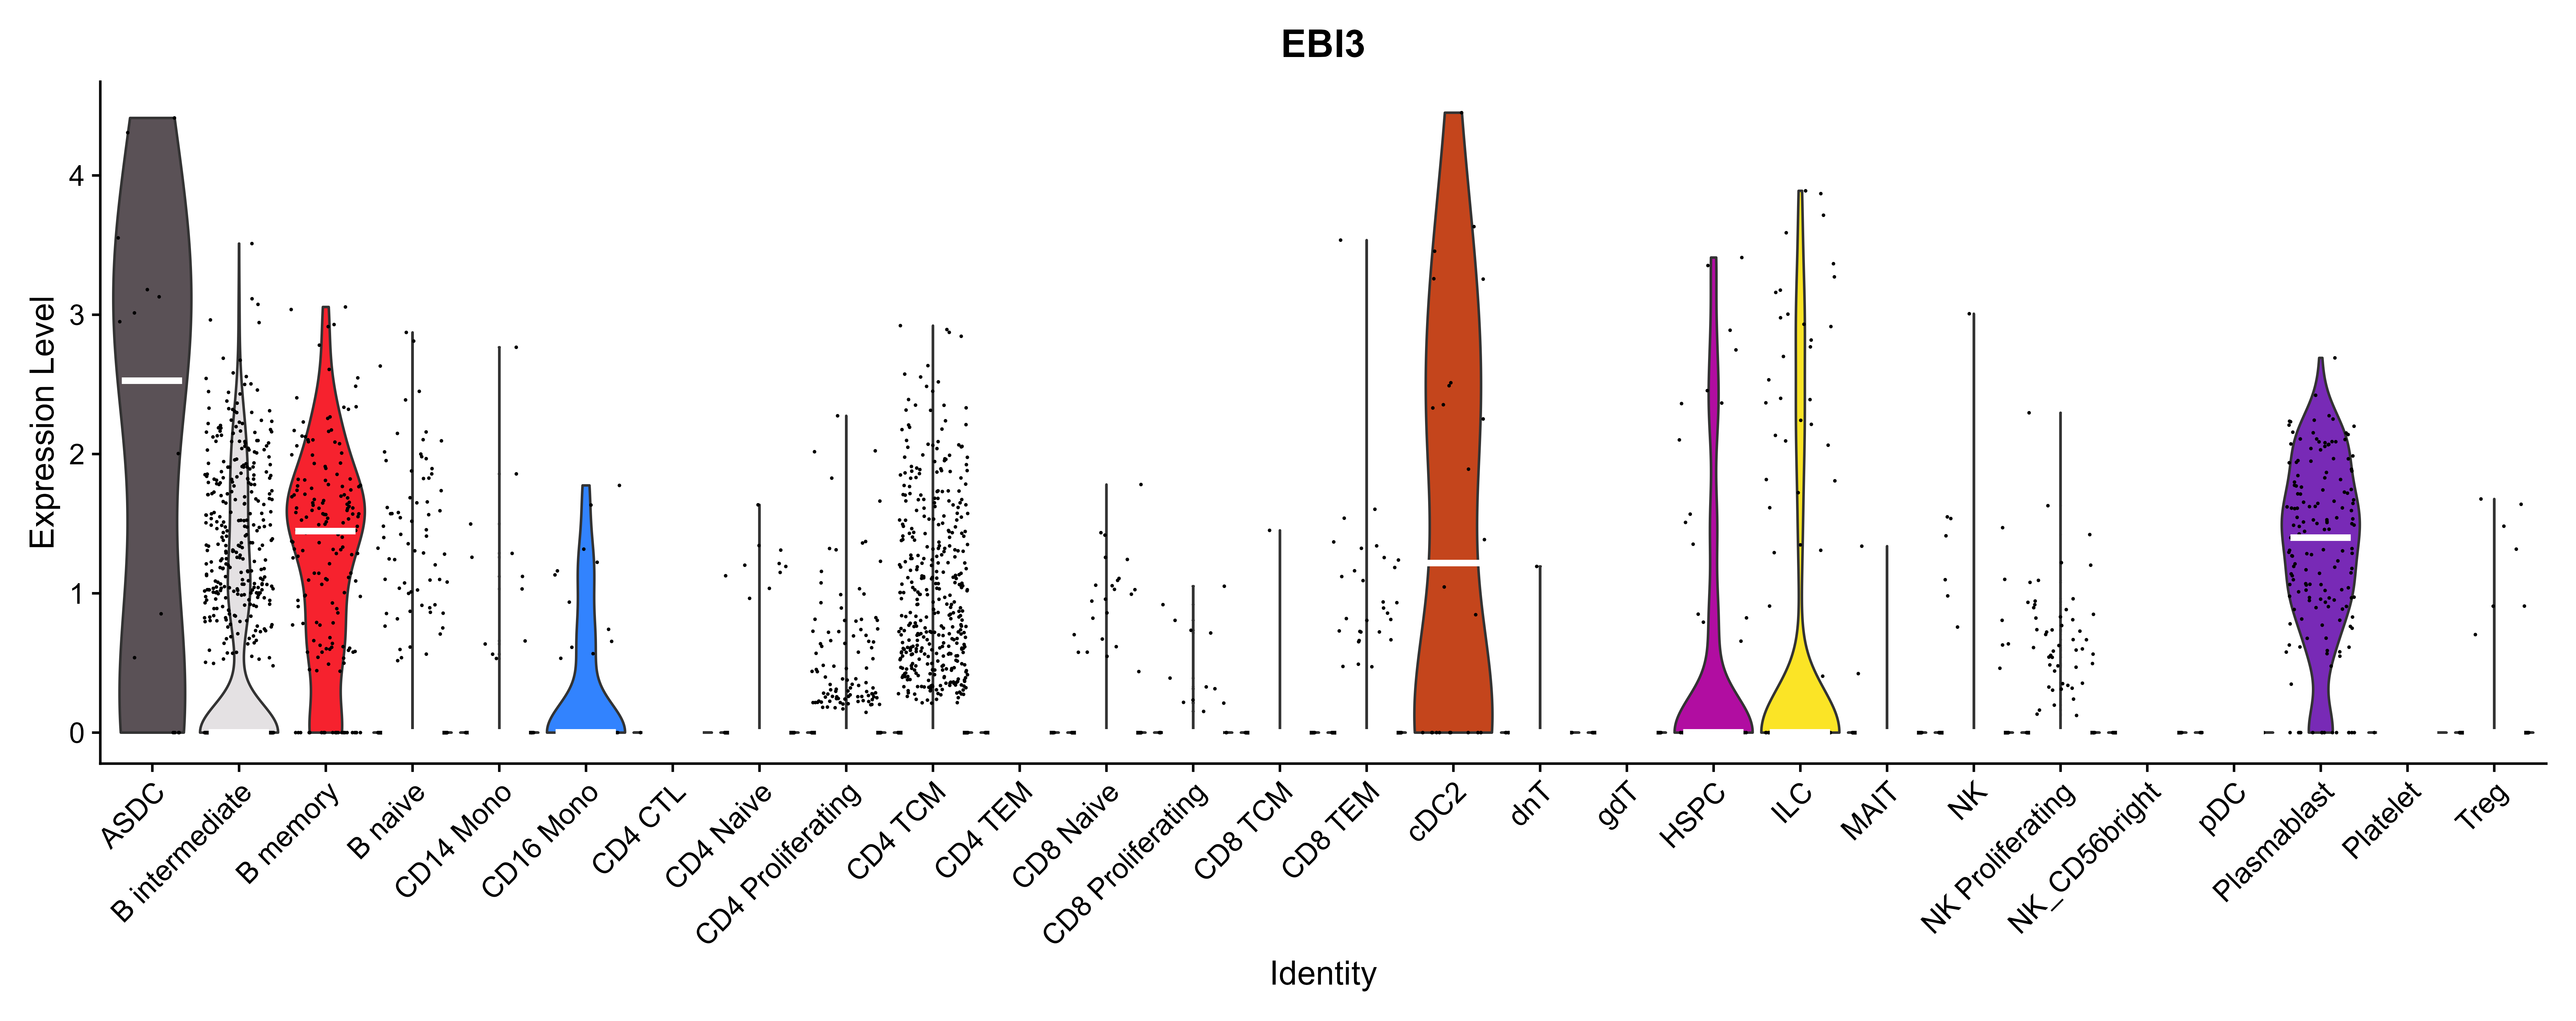 EBI3
Expression Level
4
3
2
1
0
ASDC
B intermediate
B memory
B naive
CD14 Mono
CD16 Mono
CD4 CTL
CD4 Naive
CD4 Proliferating
CD4 TCM
CD4 TEM
CD8 Naive
CD8 Proliferating
CD8 TCM
CD8 TEM
cDC2
dnT
gdT
HSPC
ILC
MAIT
NK
NK Proliferating
NK_CD56bright
pDC
Plasmablast
Platelet
Treg
Identity